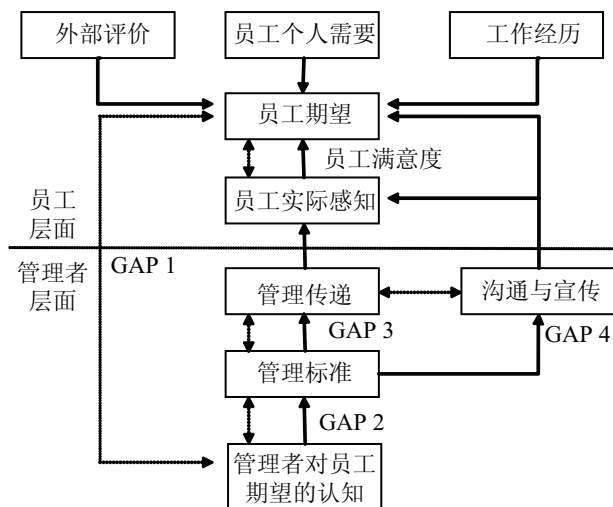 外部评价
员工个人需要
工作经历
员工期望
员工满意度
员工实际感知
员工
层面
管理者
层面
GAP 1
管理传递
沟通与宣传
GAP 3
GAP 4
管理标准
GAP 2
管理者对员工
期望的认知